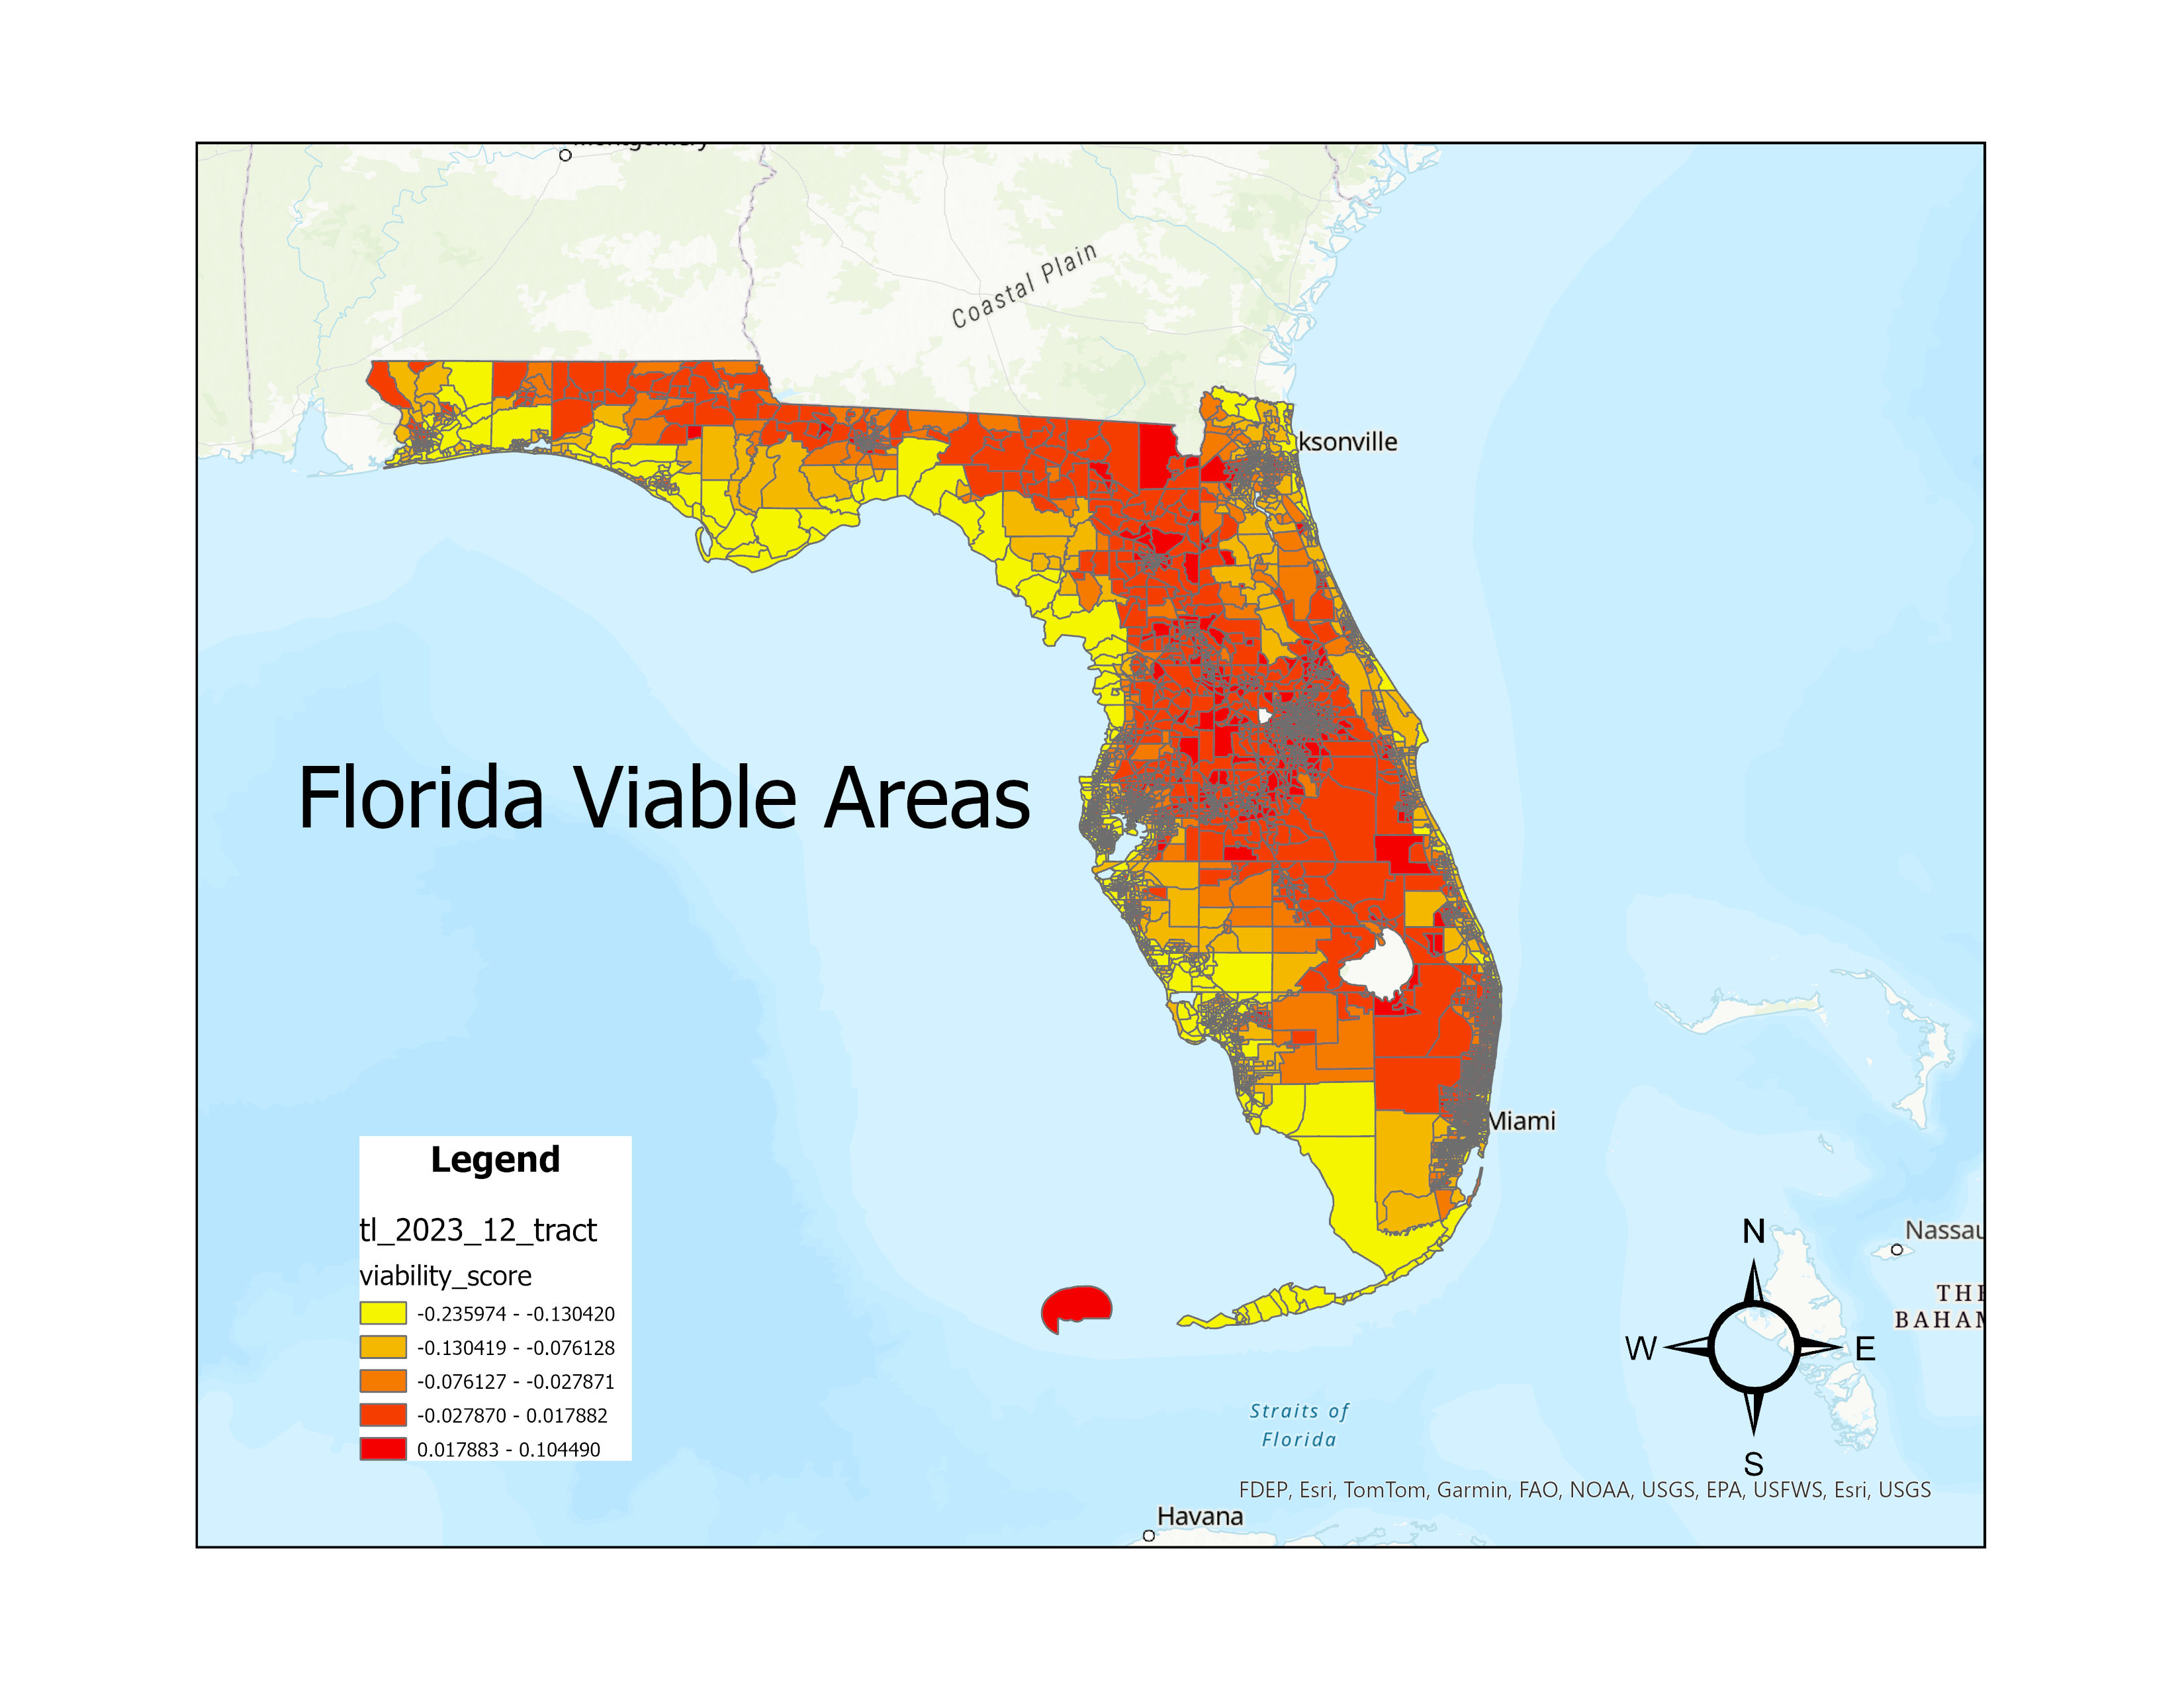 Coastal Plain
ksonville
Florida Viable Areas
Miami
Legend
tl_2023_12_tract
viability_score
-0.235974 - -0.130420
-0.130419 - -0.076128
-0.076127 - -0.027871
-0.027870 - 0.017882
0.017883 - 0.104490
N
W
E
S
Nassau
THE
BAHAM
Straits of
Florida
FDEP, Esri, TomTom, Garmin, FAO, NOAA, USGS, EPA, USFWS, Esri, USGS
Havana